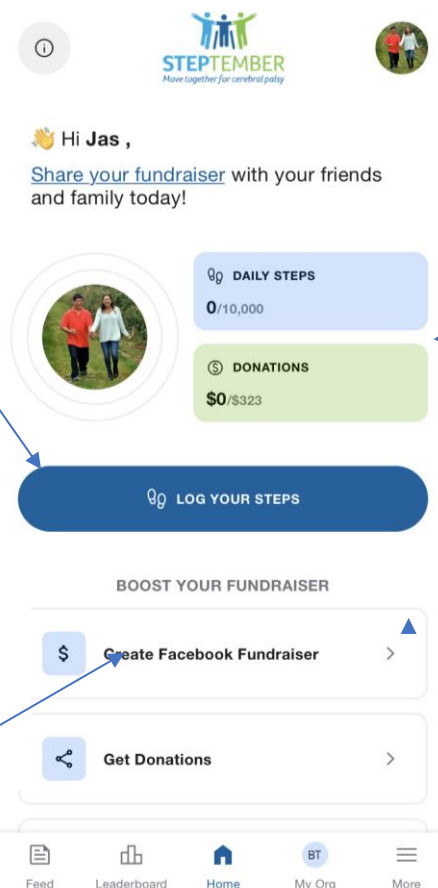 STEPTEMBER
Move together for cerebral palsy
👋 Hi Jas ,
Share your fundraiser with your friends
and family today!
DAILY STEPS
0/10,000
DONATIONS
$0/$323
LOG YOUR STEPS
BOOST YOUR FUNDRAISER
$ Create Facebook Fundraiser
Get Donations
BT
Feed Leaderboard Home My Org More